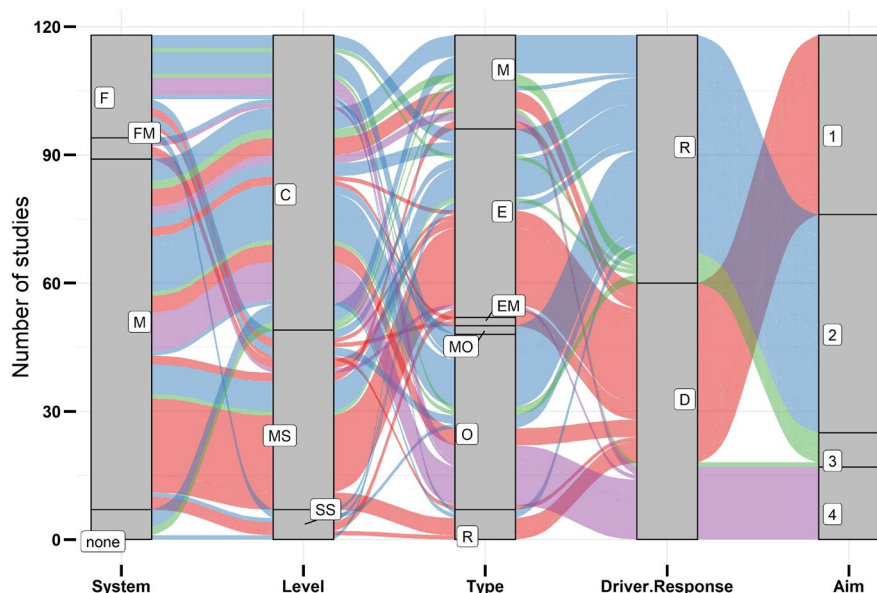 Number of studies
120
90
60
30
0
F
FM
M
none
C
MS
SS
M
E
EM
MO
O
R
R
D
1
2
3
4
System
Level
Type
Driver.Response
Aim